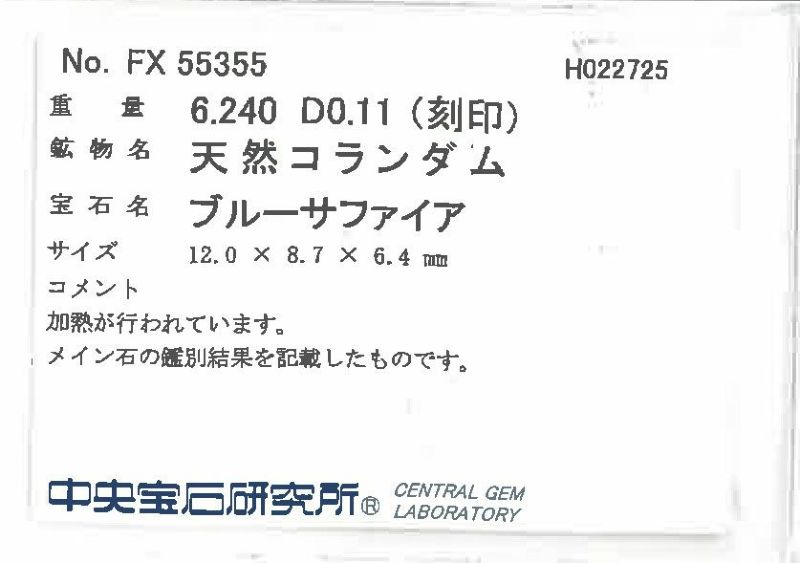 No. FX 55355 H022725
重量 6.240 D0.11 (刻印)
鉱物名 天然コランダム
宝石名 ブルーサファイア
サイズ 12.0 × 8.7 × 6.4 mm
コメント
加熱が行われています。
メイン石の鑑別結果を記載したものです。
中央宝石研究所® CENTRAL GEM
LABORATORY